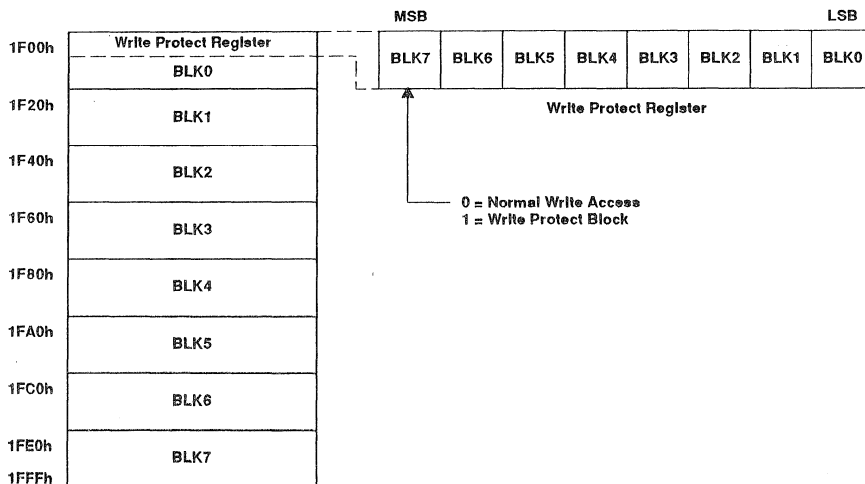 MSB LSB
1F00h Write Protect Register BLK7 BLK6 BLK5 BLK4 BLK3 BLK2 BLK1 BLK0
BLK0
Write Protect Register
1F20h BLK1
1F40h BLK2
0 = Normal Write Access
1 = Write Protect Block
1F60h BLK3
1F80h BLK4
1FA0h BLK5
1FC0h BLK6
1FE0h BLK7
1FFFh